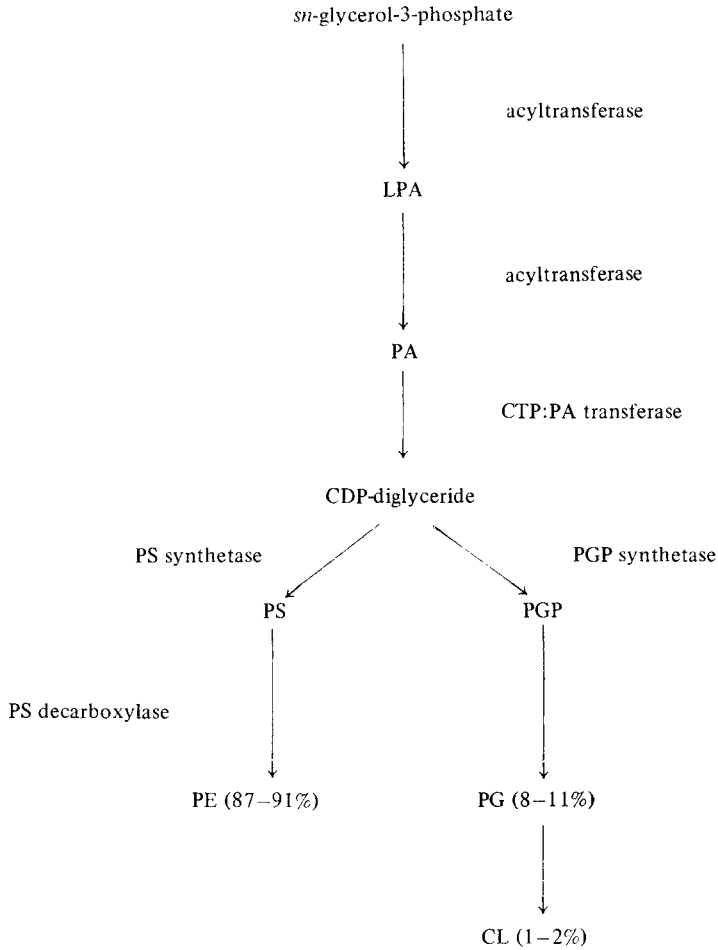 sn-glycerol-3-phosphate
acyltransferase
LPA
acyltransferase
PA
CTP:PA transferase
CDP-diglyceride
PS synthetase
PGP synthetase
PS
PGP
PS decarboxylase
PE (87–91%)
PG (8–11%)
CL (1–2%)